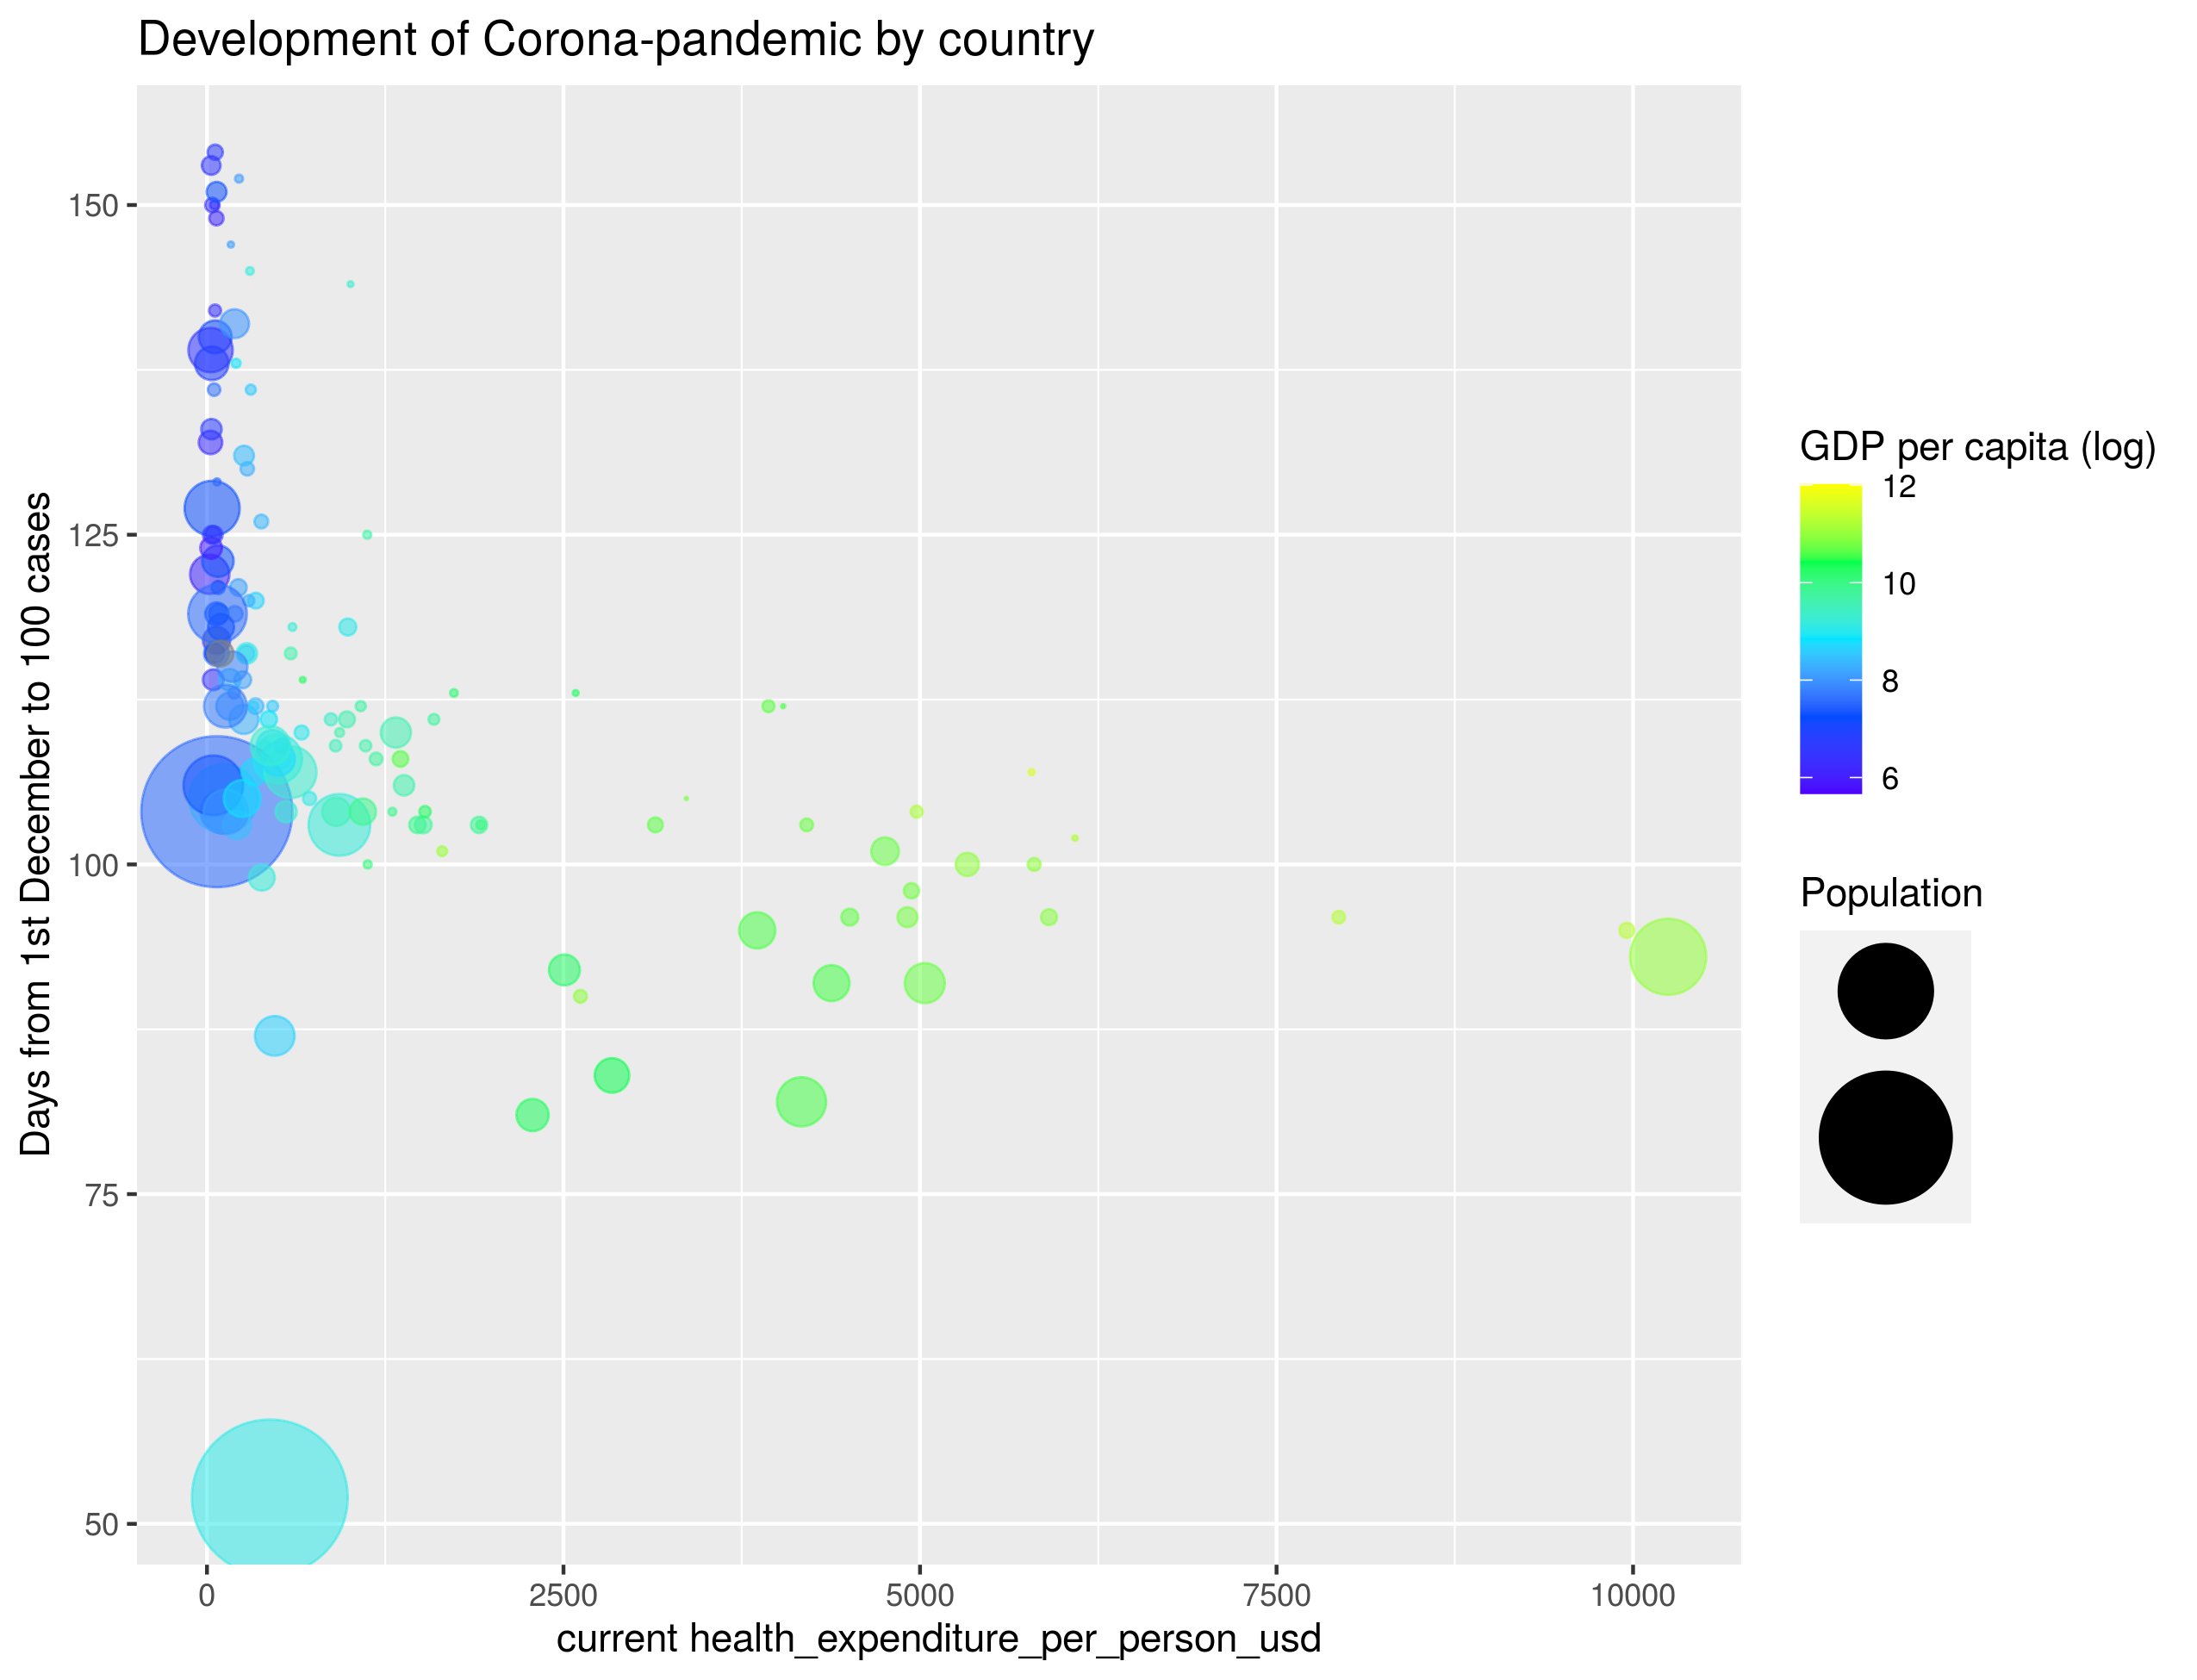 Development of Corona-pandemic by country
Days from 1st December to 100 cases
150
125
100
75
50
0
2500
5000
7500
10000
current health_expenditure_per_person_usd
GDP per capita (log)
12
10
8
6
Population